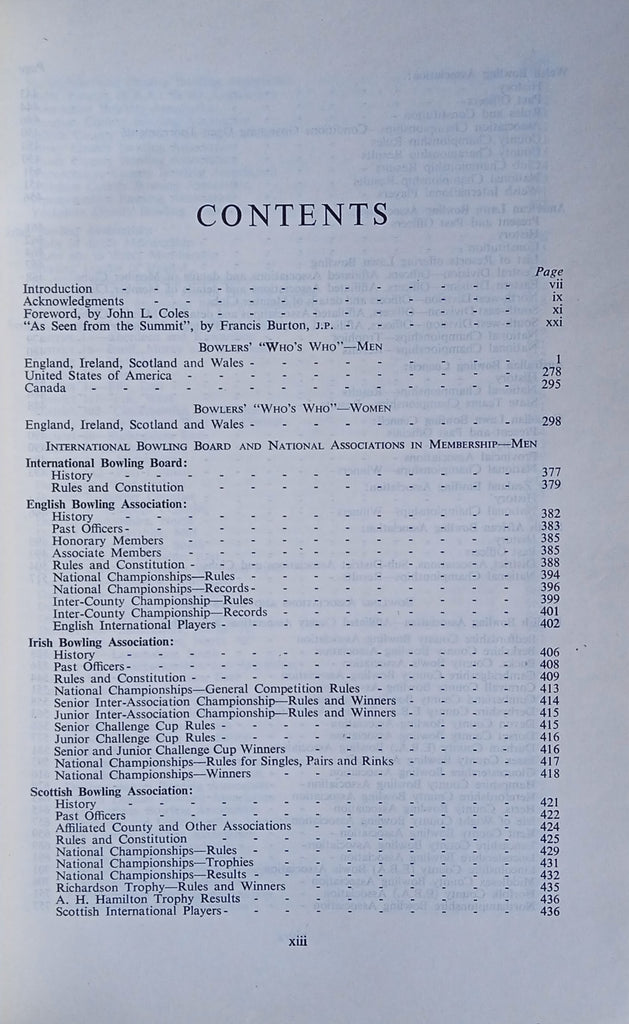 CONTENTS
Page
Introduction - - - - - - - - - - - - - vii
Acknowledgments - - - - - - - - - - - - ix
Foreword, by John L. Coles - - - - - - - - - - xi
"As Seen from the Summit", by Francis Burton, J.P. - - - - - - xxi
BOWLERS' "WHO'S WHO"—MEN
England, Ireland, Scotland and Wales - - - - - - - - - 1
United States of America - - - - - - - - - - - 278
Canada - - - - - - - - - - - - - - 295
BOWLERS' "WHO'S WHO"—WOMEN
England, Ireland, Scotland and Wales - - - - - - - - - 298
INTERNATIONAL BOWLING BOARD AND NATIONAL ASSOCIATIONS IN MEMBERSHIP—MEN
International Bowling Board:
History - - - - - - - - - - - - - 377
Rules and Constitution - - - - - - - - - - 379
English Bowling Association:
History - - - - - - - - - - - - - 382
Past Officers - - - - - - - - - - - - - 383
Honorary Members - - - - - - - - - - - 385
Associate Members - - - - - - - - - - - 385
Rules and Constitution - - - - - - - - - - - 388
National Championships—Rules - - - - - - - - - 394
National Championships—Records - - - - - - - - - 396
Inter-County Championship—Rules - - - - - - - - - 399
Inter-County Championship—Records - - - - - - - - 401
English International Players - - - - - - - - - - 402
Irish Bowling Association:
History - - - - - - - - - - - - - 406
Past Officers - - - - - - - - - - - - - 408
Rules and Constitution - - - - - - - - - - - 409
National Championships—General Competition Rules - - - - - 413
Senior Inter-Association Championship—Rules and Winners - - - - 414
Junior Inter-Association Championship—Rules and Winners - - - - 415
Senior Challenge Cup Rules - - - - - - - - - - 415
Junior Challenge Cup Rules - - - - - - - - - - 416
Senior and Junior Challenge Cup Winners - - - - - - - 416
National Championships—Rules for Singles, Pairs and Rinks - - - - 417
National Championships—Winners - - - - - - - - 418
Scottish Bowling Association:
History - - - - - - - - - - - - - 421
Past Officers - - - - - - - - - - - - 422
Affiliated County and Other Associations - - - - - - - 424
Rules and Constitution - - - - - - - - - - 425
National Championships—Rules - - - - - - - - - 429
National Championships—Trophies - - - - - - - - 431
National Championships—Results - - - - - - - - - 432
Richardson Trophy—Rules and Winners - - - - - - - 435
A. H. Hamilton Trophy Results - - - - - - - - - 436
Scottish International Players - - - - - - - - - - 436
xiii